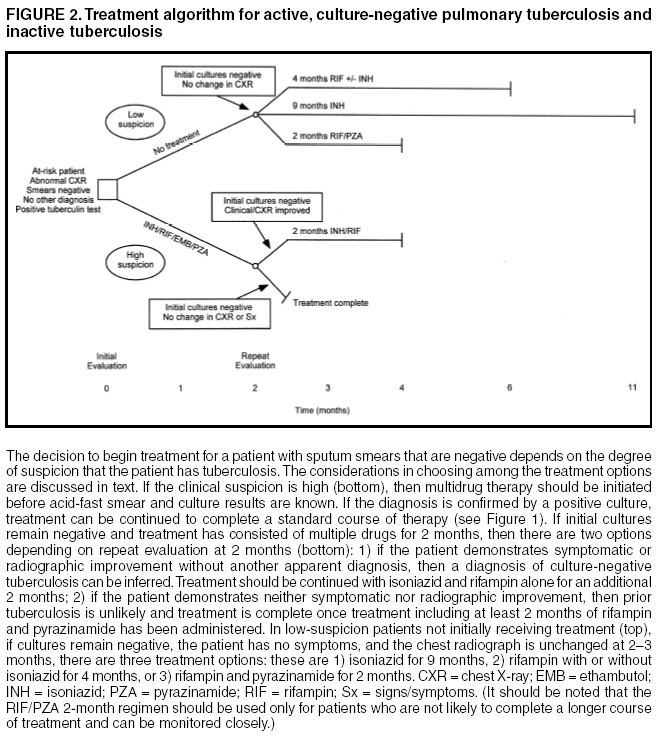 FIGURE 2. Treatment algorithm for active, culture-negative pulmonary tuberculosis and
inactive tuberculosis
Initial cultures negative
No change in CXR
4 months RIF +/- INH
9 months INH
2 months RIF/PZA
Low
suspicion
No treatment
At-risk patient
Abnormal CXR
Smears negative
No other diagnosis
Positive tuberculin test
INH/RIF/EMB/PZA
Initial cultures negative
Clinical/CXR improved
2 months INH/RIF
High
suspicion
Initial cultures negative
No change in CXR or Sx
Treatment complete
Initial
Evaluation
Repeat
Evaluation
0 1 2 3 4 6 11
Time (months)
The decision to begin treatment for a patient with sputum smears that are negative depends on the degree
of suspicion that the patient has tuberculosis. The considerations in choosing among the treatment options
are discussed in text. If the clinical suspicion is high (bottom), then multidrug therapy should be initiated
before acid-fast smear and culture results are known. If the diagnosis is confirmed by a positive culture,
treatment can be continued to complete a standard course of therapy (see Figure 1). If initial cultures
remain negative and treatment has consisted of multiple drugs for 2 months, then there are two options
depending on repeat evaluation at 2 months (bottom): 1) if the patient demonstrates symptomatic or
radiographic improvement without another apparent diagnosis, then a diagnosis of culture-negative
tuberculosis can be inferred. Treatment should be continued with isoniazid and rifampin alone for an additional
2 months; 2) if the patient demonstrates neither symptomatic nor radiographic improvement, then prior
tuberculosis is unlikely and treatment is complete once treatment including at least 2 months of rifampin
and pyrazinamide has been administered. In low-suspicion patients not initially receiving treatment (top),
if cultures remain negative, the patient has no symptoms, and the chest radiograph is unchanged at 2–3
months, there are three treatment options: these are 1) isoniazid for 9 months, 2) rifampin with or without
isoniazid for 4 months, or 3) rifampin and pyrazinamide for 2 months. CXR = chest X-ray; EMB = ethambutol;
INH = isoniazid; PZA = pyrazinamide; RIF = rifampin; Sx = signs/symptoms. (It should be noted that the
RIF/PZA 2-month regimen should be used only for patients who are not likely to complete a longer course
of treatment and can be monitored closely.)